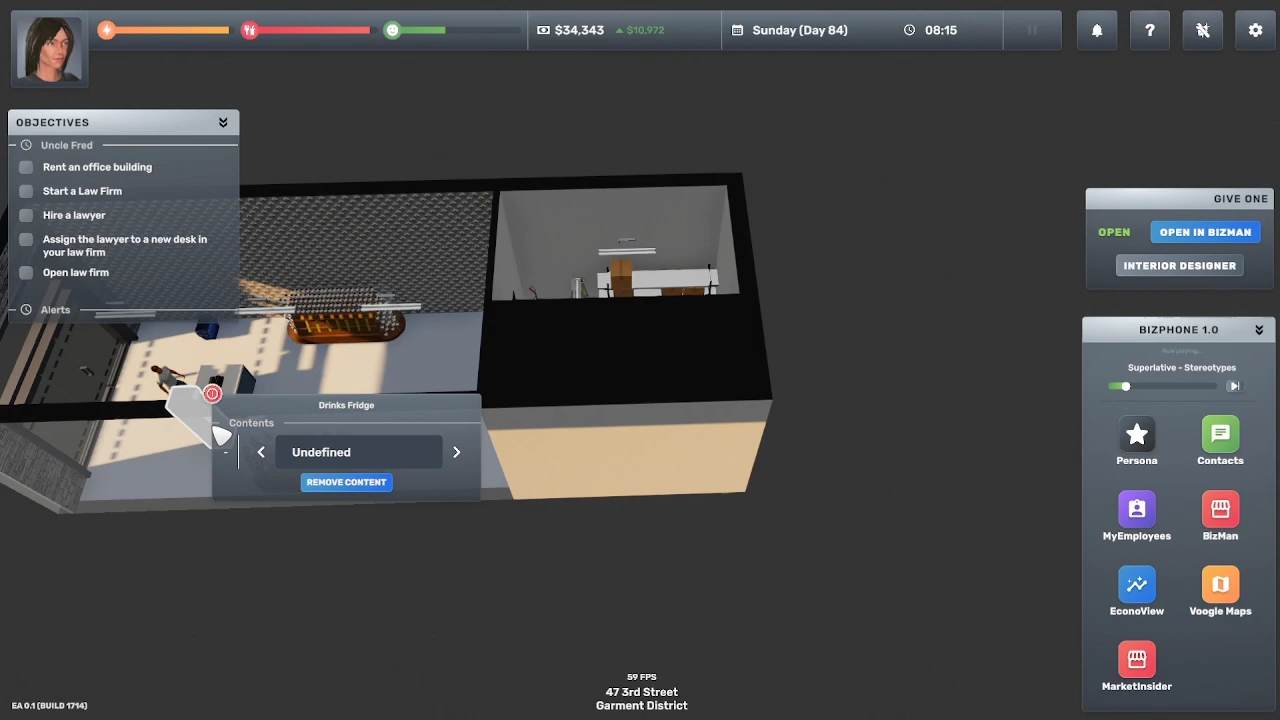 $34,343
$10,972
Sunday (Day 84)
08:15
?
OBJECTIVES
Uncle Fred
Rent an office building
Start a Law Firm
Hire a lawyer
Assign the lawyer to a new desk in
your law firm
Open law firm
Alerts
Drinks Fridge
Contents
-
Undefined
REMOVE CONTENT
GIVE ONE
OPEN
OPEN IN BIZMAN
INTERIOR DESIGNER
BIZPHONE 1.0
Now playing...
Superlative - Stereotypes
Persona
Contacts
MyEmployees
BizMan
EconoView
Voogle Maps
MarketInsider
59 FPS
47 3rd Street
Garment District
EA 0.1 (BUILD 1714)